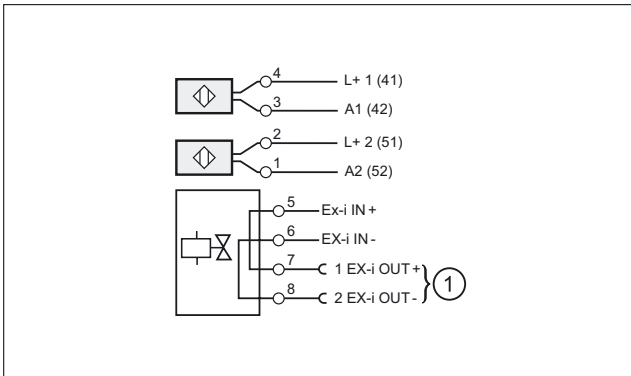 4 L+ 1 (41)
3 A1 (42)
2 L+ 2 (51)
1 A2 (52)
5 Ex-i IN +
6 EX-i IN -
7 1 EX-i OUT +
8 2 EX-i OUT -
1